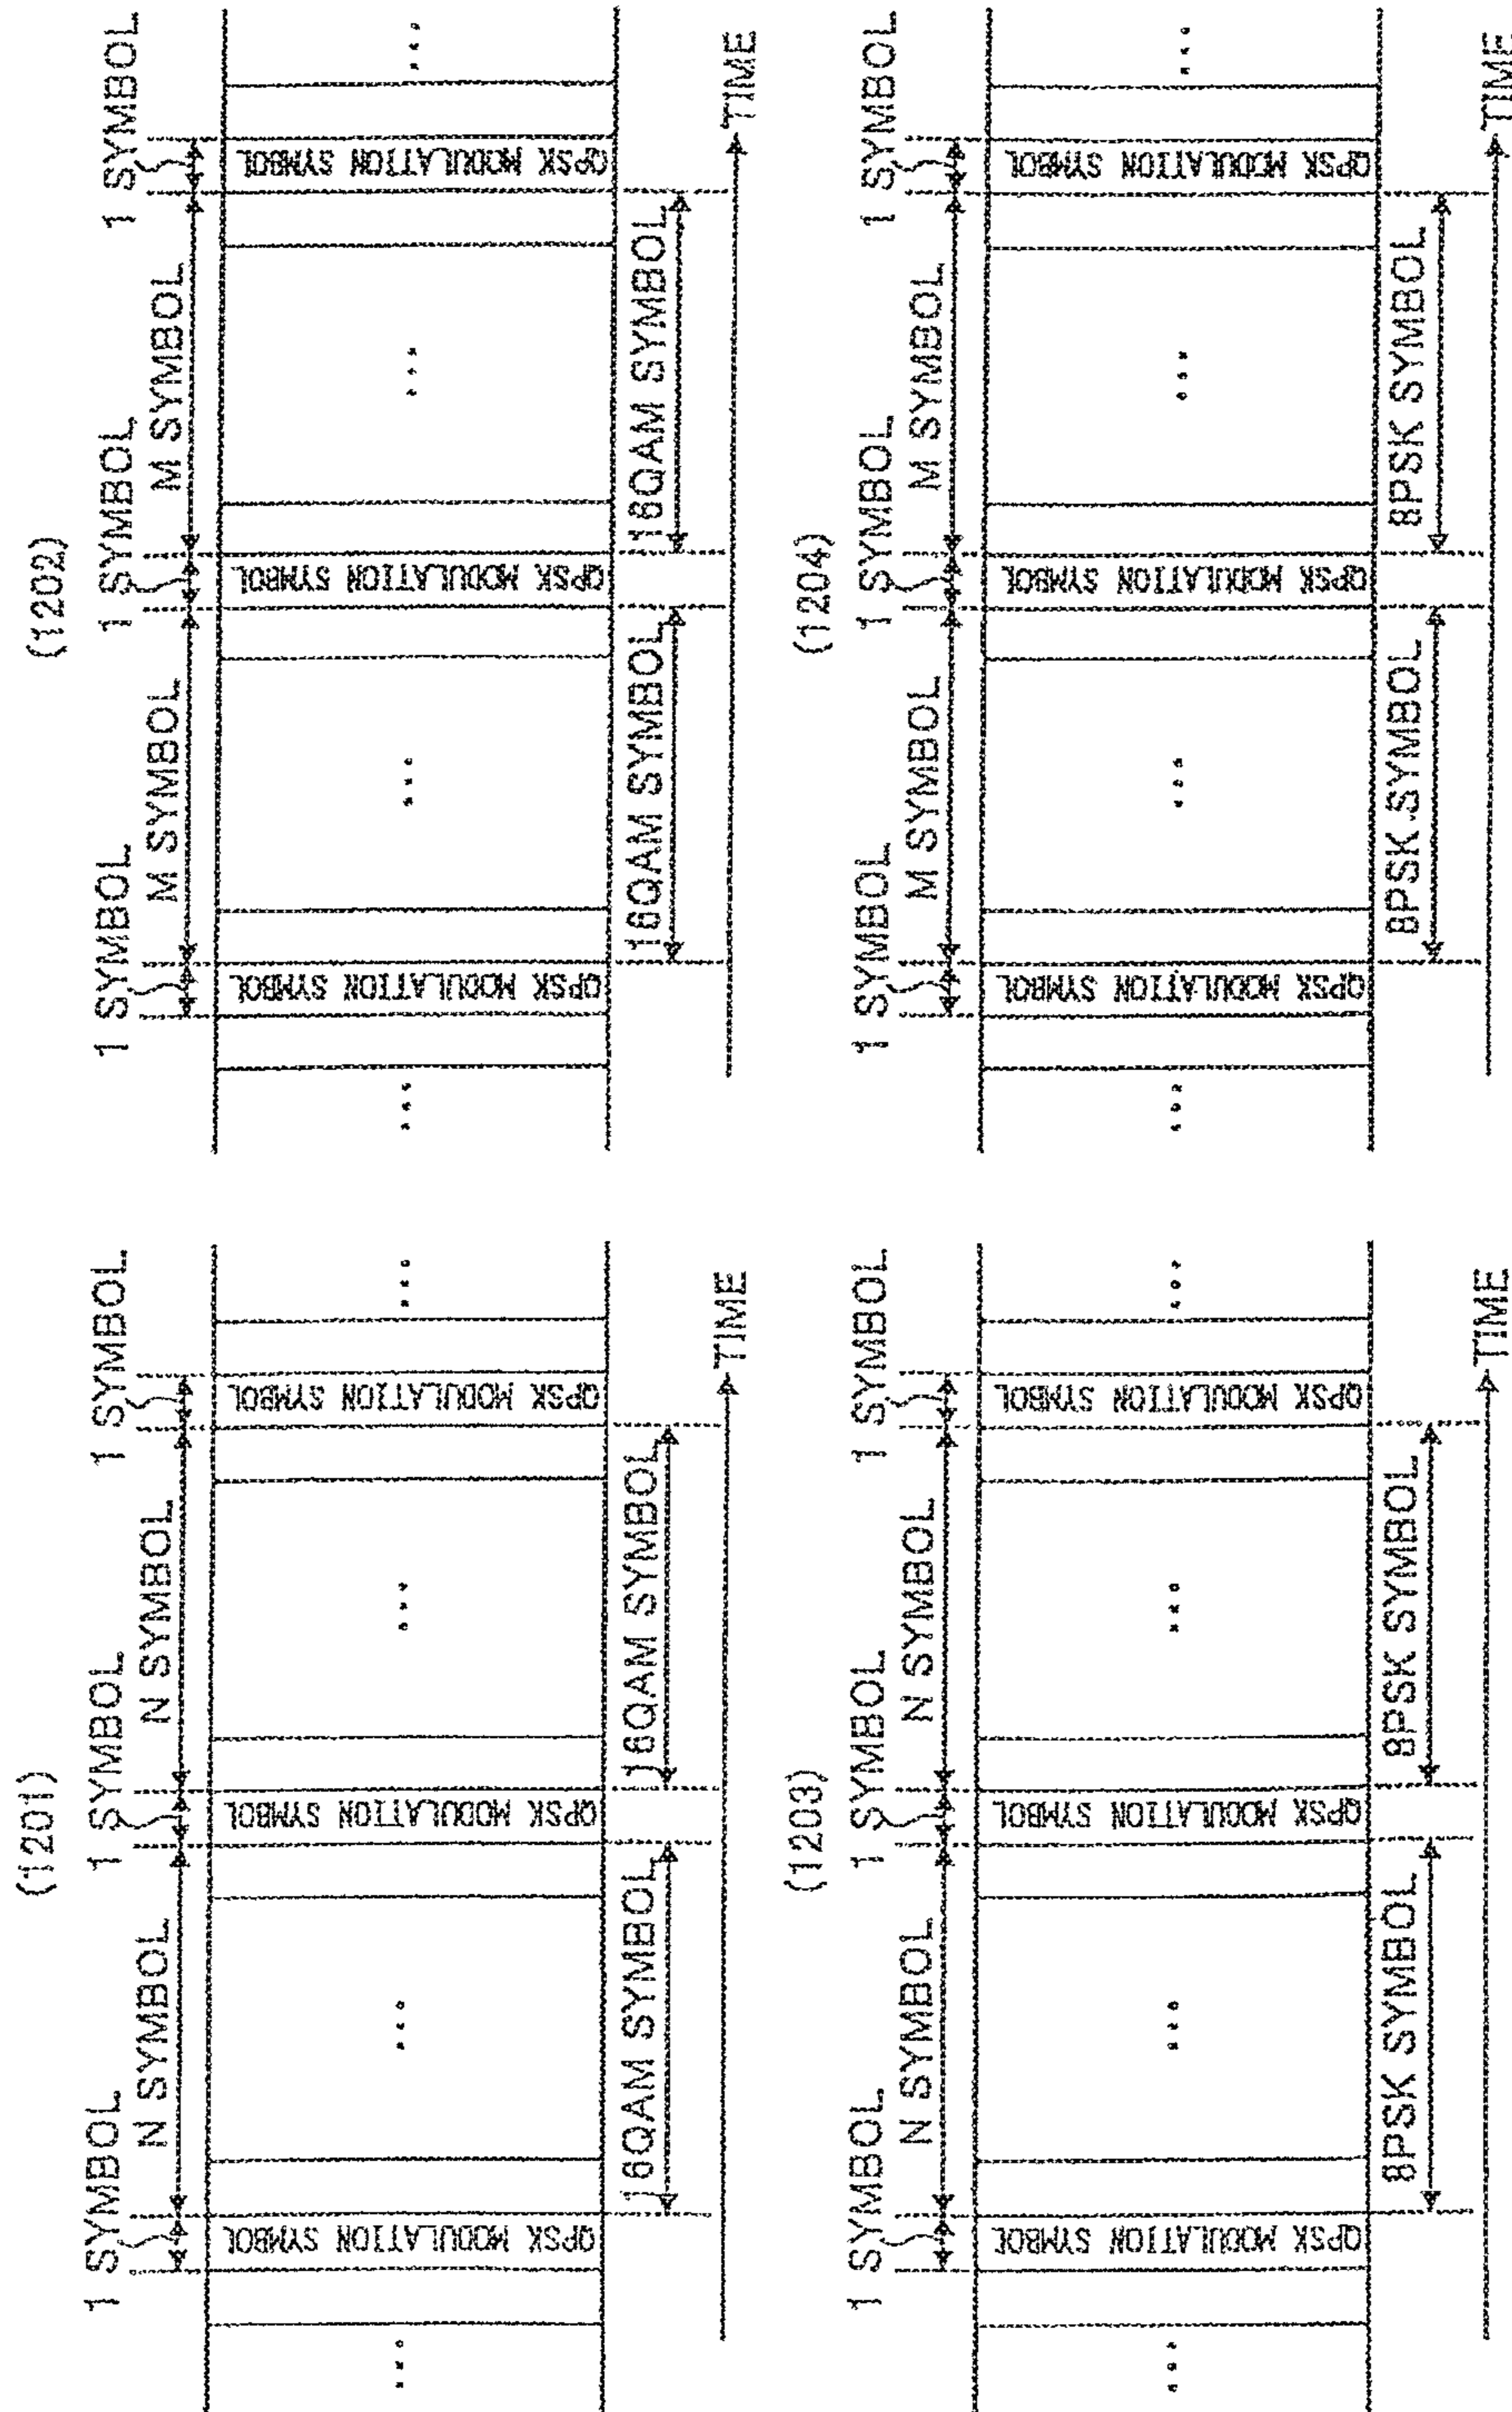 (1201)
1 SYMBOL 1 SYMBOL 1 SYMBOL
N SYMBOL N SYMBOL
QPSK MODULATION SYMBOL QPSK MODULATION SYMBOL QPSK MODULATION SYMBOL
16QAM SYMBOL 16QAM SYMBOL
TIME
(1202)
1 SYMBOL 1 SYMBOL 1 SYMBOL
M SYMBOL M SYMBOL
QPSK MODULATION SYMBOL QPSK MODULATION SYMBOL QPSK MODULATION SYMBOL
16QAM SYMBOL 16QAM SYMBOL
TIME
(1203)
1 SYMBOL 1 SYMBOL 1 SYMBOL
N SYMBOL N SYMBOL
QPSK MODULATION SYMBOL QPSK MODULATION SYMBOL QPSK MODULATION SYMBOL
8PSK SYMBOL 8PSK SYMBOL
TIME
(1204)
1 SYMBOL 1 SYMBOL 1 SYMBOL
M SYMBOL M SYMBOL
QPSK MODULATION SYMBOL QPSK MODULATION SYMBOL QPSK MODULATION SYMBOL
8PSK SYMBOL 8PSK SYMBOL
TIME